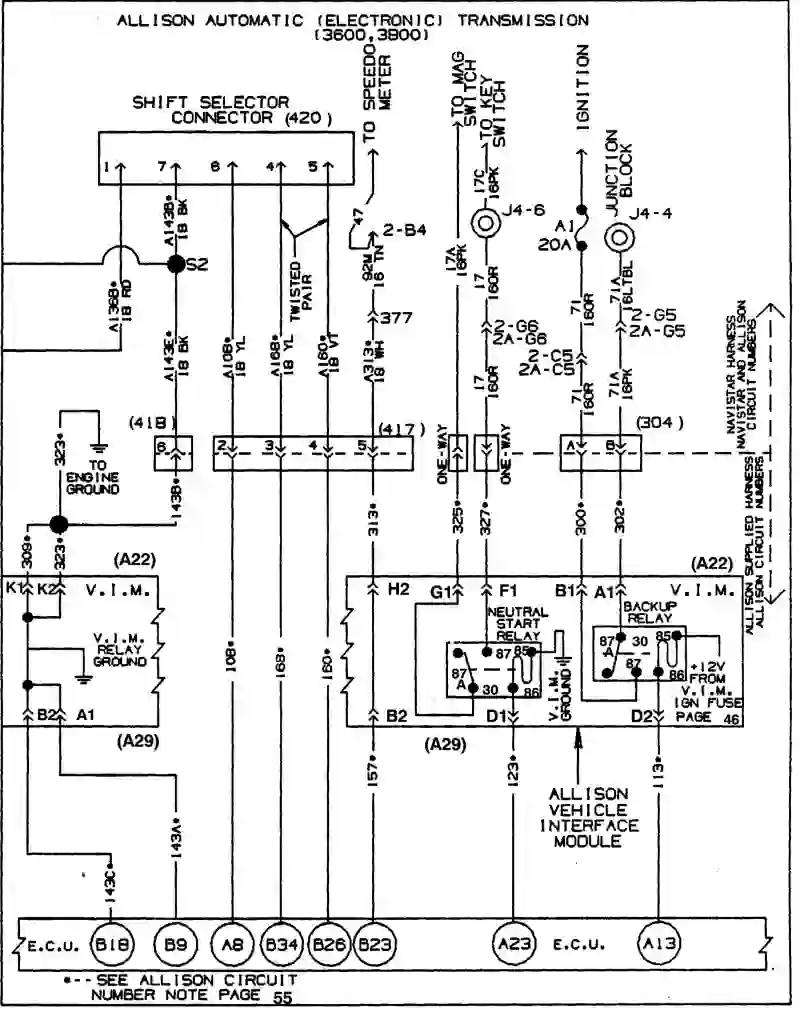 ALLISON AUTOMATIC (ELECTRONIC) TRANSMISSION
(3600,3800)
SHIFT SELECTOR
CONNECTOR (420)
TO SPEEDO
METER
TO MAG
SWITCH
TO KEY
SWITCH
IGNITION
JUNCTION
BLOCK
1 7 6 4 5
17C
16PK
J4-6
J4-4
A1
20A
A143B*
18 BK
S2
47
2-B4
92M
16 TN
17A
16PK
17
16OR
71
16OR
71A
16LTBL
A136B*
18 RD
TWISTED
PAIR
377
2-G6
2A-G6
2-G5
2A-G5
2-C5
2A-C5
A143E*
18 BK
A108*
18 YL
A168*
18 YL
A160*
18 VT
A313*
18 WH
17
16OR
71
16OR
71A
16PK
NAVISTAR HARNESS
NAVISTAR AND ALLISON
CIRCUIT NUMBERS
(418)
(417)
(304)
6
2 3 4 5
ONE-WAY
ONE-WAY
A B
323*
TO
ENGINE
GROUND
143B*
ALLISON SUPPLIED HARNESS
ALLISON CIRCUIT NUMBERS
313*
325*
327*
300*
302*
309*
323*
(A22)
(A22)
K1 K2 V.I.M.
H2 G1 F1 B1 A1 V.I.M.
V.I.M.
RELAY
GROUND
NEUTRAL
START
RELAY
87 85
87
A
30 86
V.I.M.
GROUND
BACKUP
RELAY
87
A
30 85
87 86
+12V
FROM
V.I.M.
IGN FUSE
PAGE 46
108*
168*
160*
B2 A1
B2
D1
D2
(A29)
(A29)
157*
123*
113*
ALLISON
VEHICLE
INTERFACE
MODULE
143A*
143C*
E.C.U. B18 B9 A8 B34 B26 B23 A23 E.C.U. A13
*-- SEE ALLISON CIRCUIT
NUMBER NOTE PAGE 55